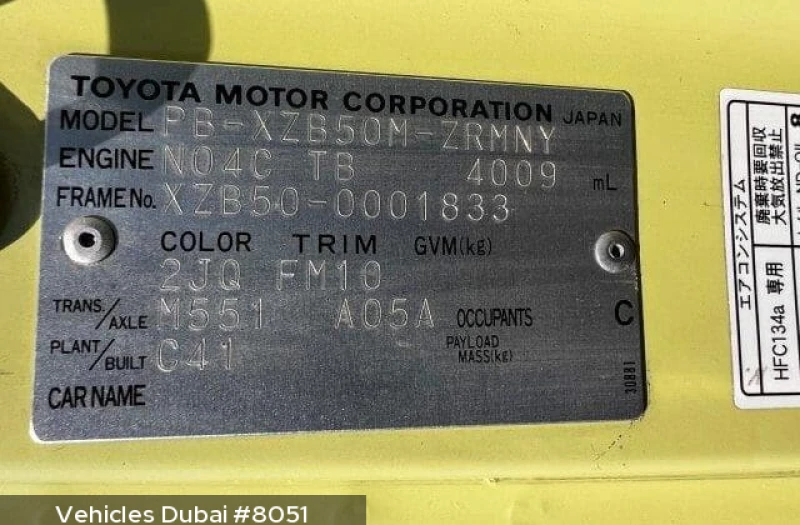 TOYOTA MOTOR CORPORATION JAPAN
MODEL PB-XZB50M-ZRMNY
ENGINE N04C TB 4009 mL
FRAME No. XZB50-0001833
COLOR TRIM GVM(kg)
2JQ FM10
TRANS./AXLE M551 A05A OCCUPANTS C
PLANT/BUILT C41 PAYLOAD MASS(kg)
CAR NAME
30881
エアコンシステム
廃棄時要回収
大気放出禁止
HFC134a 専用
Vehicles Dubai #8051